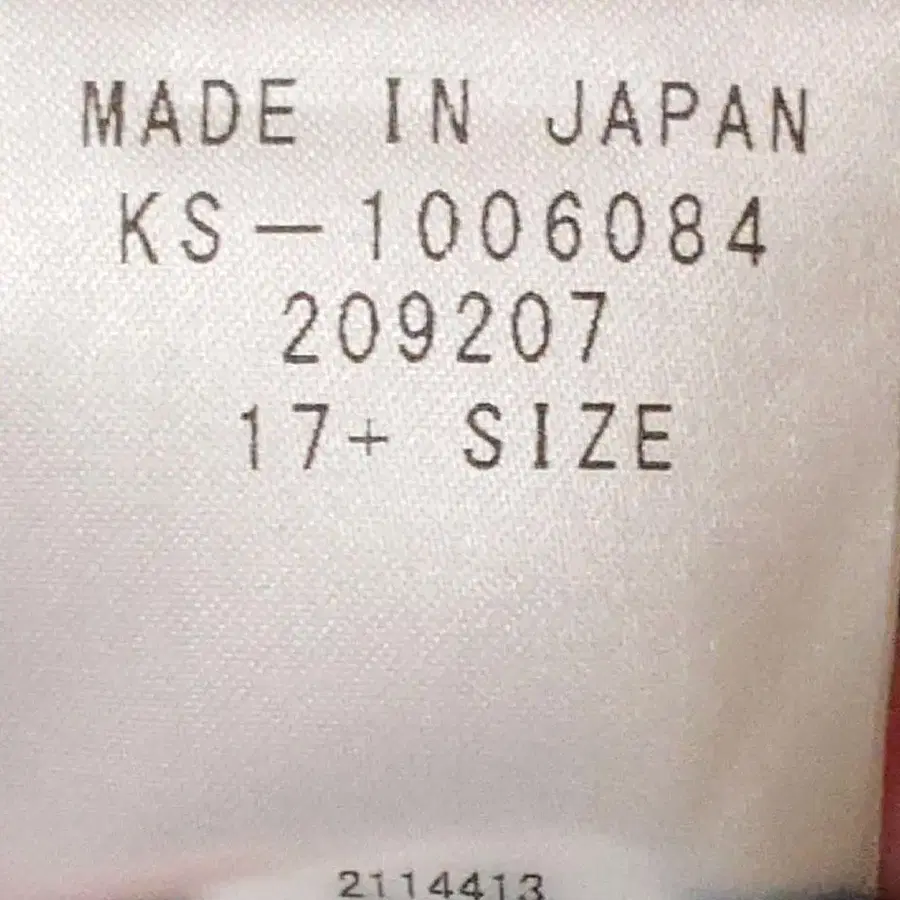 MADE IN JAPAN
KS-1006084
209207
17+ SIZE
2114413